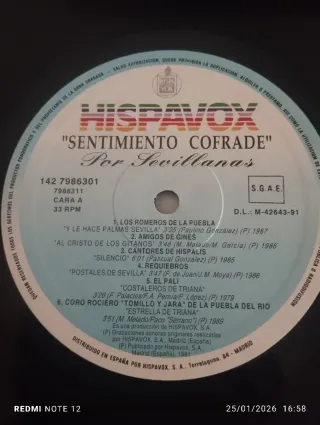 HISPAVOX
"SENTIMIENTO COFRADE"
Por Sevillanas
142 7986301
7986311
CARA A
33 RPM
S.G.A.E.
D.L.: M-42643-91
1. LOS ROMEROS DE LA PUEBLA
"Y LE HACE PALMAS SEVILLA" 3'35 (Paulino González) (P) 1987
2. AMIGOS DE GINES
"AL CRISTO DE LOS GITANOS" 3'48 (M. Melado/M. García) (P) 1986
3. CANTORES DE HISPALIS
"SILENCIO" 6'01 (Pascual González) (P) 1985
4. REQUIEBROS
"POSTALES DE SEVILLA" 3'47 (F. de Juan/J. M. Moya) (P) 1988
5. EL PALI
"COSTALEROS DE TRIANA"
3'26 (F. Palacios/F.A. Pernía/P. López) (P) 1979
6. CORO ROCIERO "TOMILLO Y JARA" DE LA PUEBLA DEL RIO
"ESTRELLA DE TRIANA"
3'51 (M. Melado/Paco "Serrano") (P) 1989
Es una producción de HISPAVOX, S.A.
(P) Grabaciones sonoras originales realizadas
por HISPAVOX, S.A. Madrid (España)
(P) Publicado por Hispavox, S.A.
Madrid (España), 1991
DISTRIBUIDO EN ESPAÑA POR HISPAVOX, S.A. Torrelaguna, 64 - MADRID
REDMI NOTE 12
25/01/2026 16:58